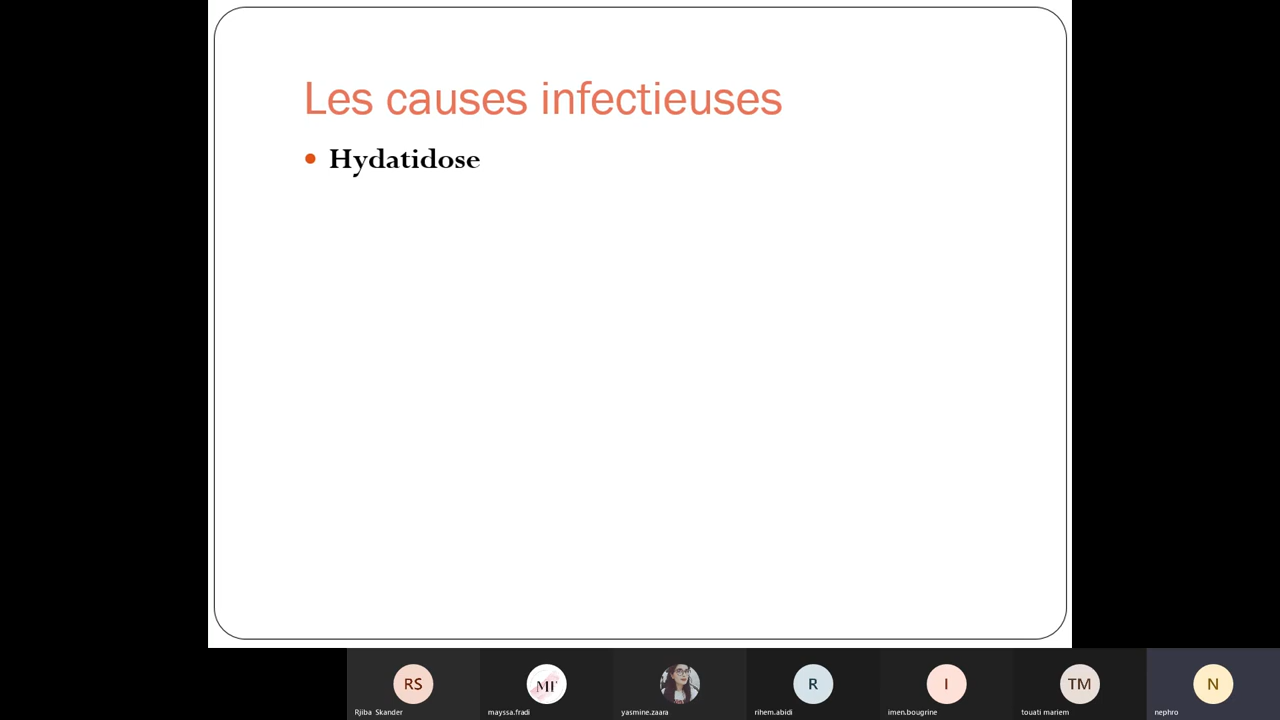 Les causes infectieuses
Hydatidose
RS
MF
R
I
TM
N
Rjiba Skander
mayssa.fradi
yasmine.zaara
rihem.abidi
imen.bougrine
touati mariem
nephro